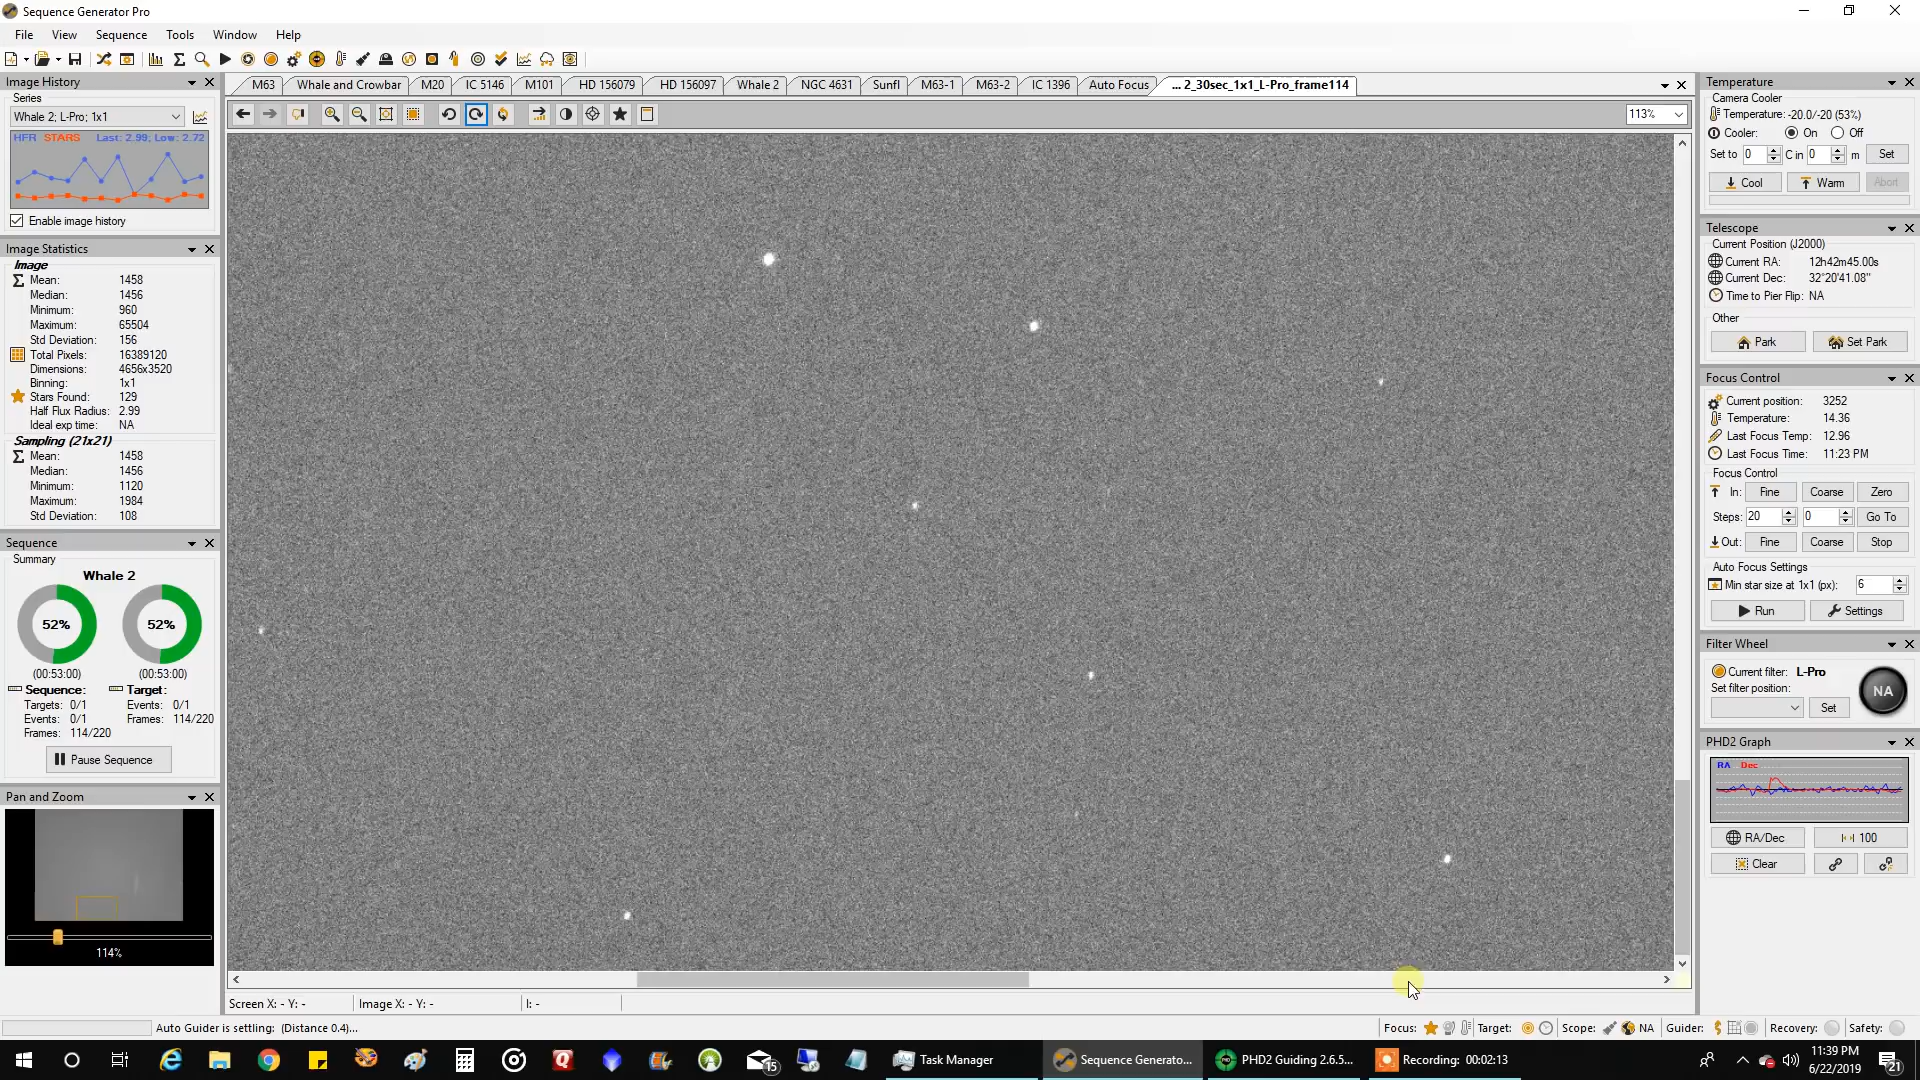 Sequence Generator Pro
File View Sequence Tools Help
Image History
Series
Whale 2; L-Pro; 1x1
HFR STARS Last: 2.99; Low: 2.72
Enable image history
Image Statistics
Image
Mean: 1458
Median: 1456
Minimum: 960
Maximum: 65504
Std Deviation: 156
Total Pixels: 16389120
Dimensions: 4656x3520
Binning: 1x1
Stars Found: 129
Half Flux Radius: 2.99
Ideal exp time: NA
Sampling (21x21)
Mean: 1458
Median: 1456
Minimum: 1120
Maximum: 1984
Std Deviation: 108
Sequence
Summary
Whale 2
52% 52%
(00:53:00) (00:53:00)
Sequence: Target:
Targets: 0/1 Events: 0/1
Events: 0/1 Frames: 114/220
Frames: 114/220
Pause Sequence
Pan and Zoom
114%
M63 Whale and Crowbar M20 IC 5146 M101 HD 156079 HD 156097 Whale 2 NGC 4631 Sunfl M63-1 M63-2 IC 1396 Auto Focus ... 2_30sec_1x1_L-Pro_frame114
113%
Screen X: - Y: - Image X: - Y: - I: -
Temperature
Camera Cooler
Temperature: -20.0/-20 (53%)
Cooler: On Off
Set to 0 C in 0 m Set
Cool Warm Abort
Telescope
Current Position (J2000)
Current RA: 12h42m45.00s
Current Dec: 32°20'41.08"
Time to Pier Flip: NA
Other
Park Set Park
Focus Control
Current position: 3252
Temperature: 14.36
Last Focus Temp: 12.96
Last Focus Time: 11:23 PM
Focus Control
In: Fine Coarse Zero
Steps: 20 0 Go To
Out: Fine Coarse Stop
Auto Focus Settings
Min star size at 1x1 (px): 6
Run Settings
Filter Wheel
Current filter: L-Pro
Set filter position:
Set
NA
PHD2 Graph
RA Dec
RA/Dec 100
Clear
Auto Guider is settling: (Distance 0.4)...
Focus: Target: Scope: NA Guider: Recovery: Safety:
15 Task Manager Sequence Generato... PHD2 Guiding 2.6.5... Recording: 00:02:13
11:39 PM
6/22/2019
21